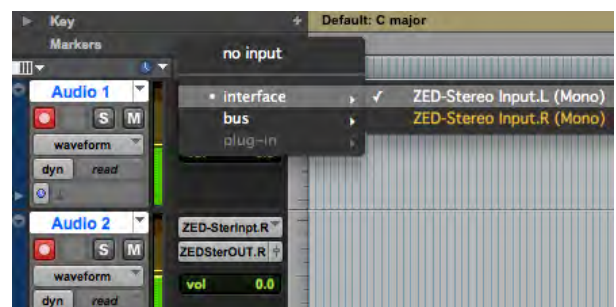 Key
Default: C major
Markers
no input
Audio 1
• interface
✓ ZED-Stereo Input.L (Mono)
S M
bus
ZED-Stereo Input.R (Mono)
waveform
plug-in
dyn read
Audio 2
ZED-SterInpt.R
S M
ZEDSterOUT.R
waveform
vol 0.0
dyn read